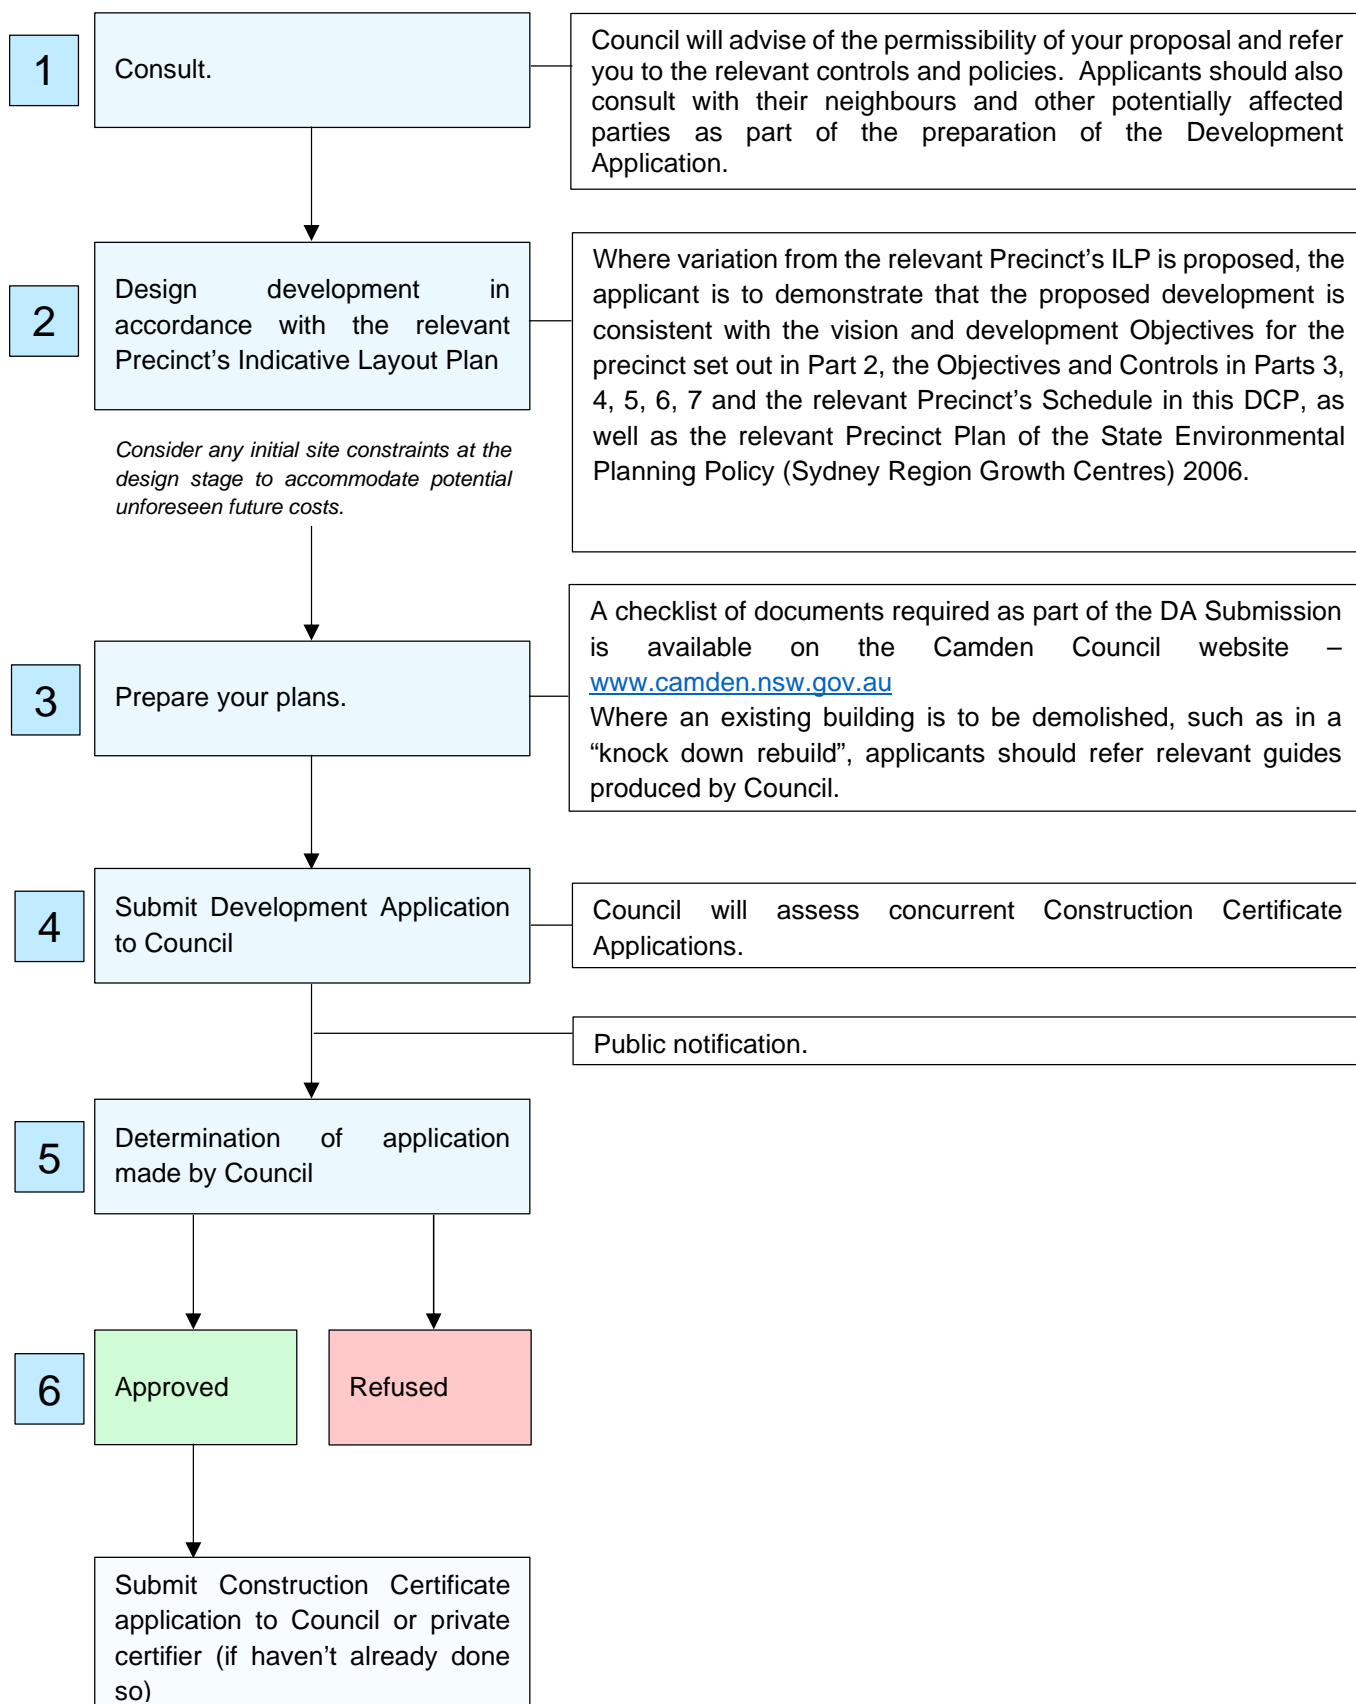 1
Consult.
Council will advise of the permissibility of your proposal and refer
you to the relevant controls and policies. Applicants should also
consult with their neighbours and other potentially affected
parties as part of the preparation of the Development
Application.
2
Design development in
accordance with the relevant
Precinct’s Indicative Layout Plan
Where variation from the relevant Precinct’s ILP is proposed, the
applicant is to demonstrate that the proposed development is
consistent with the vision and development Objectives for the
precinct set out in Part 2, the Objectives and Controls in Parts 3,
4, 5, 6, 7 and the relevant Precinct’s Schedule in this DCP, as
well as the relevant Precinct Plan of the State Environmental
Planning Policy (Sydney Region Growth Centres) 2006.
Consider any initial site constraints at the
design stage to accommodate potential
unforeseen future costs.
3
Prepare your plans.
A checklist of documents required as part of the DA Submission
is available on the Camden Council website –
www.camden.nsw.gov.au
Where an existing building is to be demolished, such as in a
“knock down rebuild”, applicants should refer relevant guides
produced by Council.
4
Submit Development Application
to Council
Council will assess concurrent Construction Certificate
Applications.
Public notification.
5
Determination of application
made by Council
6
Approved
Refused
Submit Construction Certificate
application to Council or private
certifier (if haven’t already done
so)